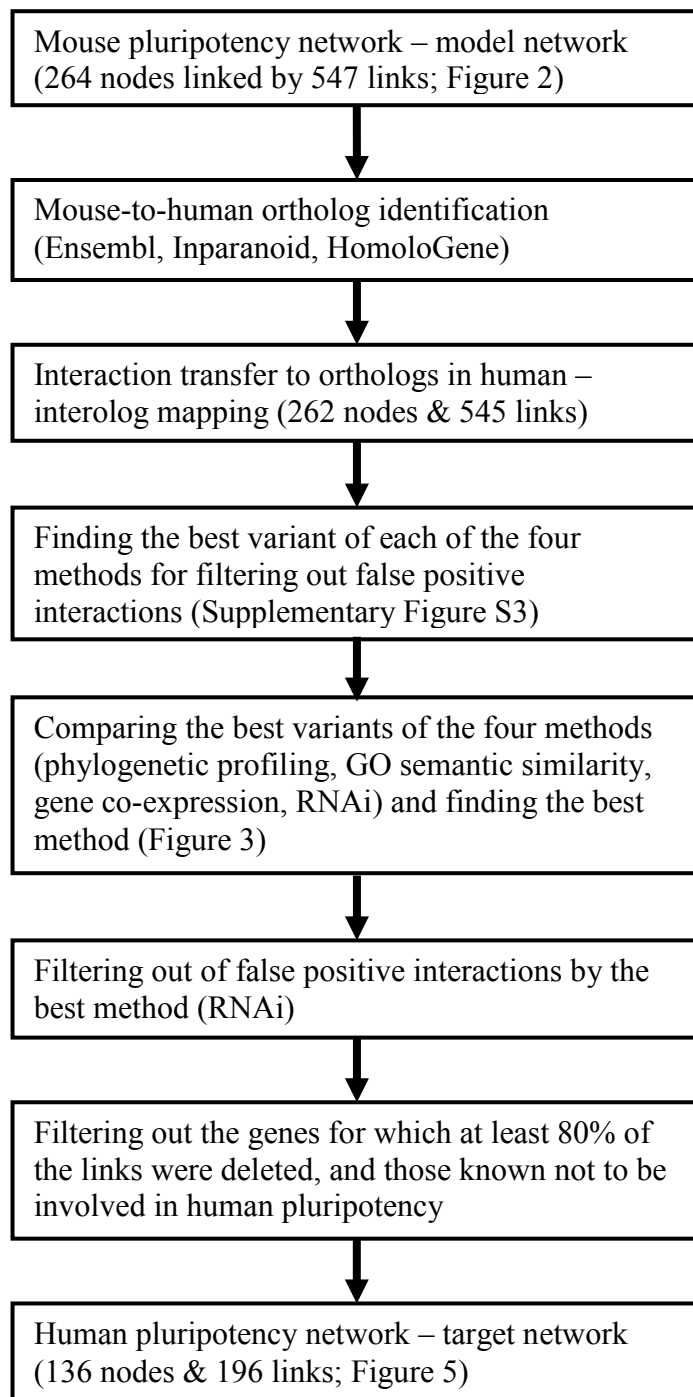 Mouse pluripotency network – model network
(264 nodes linked by 547 links; Figure 2)
Mouse-to-human ortholog identification
(Ensembl, Inparanoid, HomoloGene)
Interaction transfer to orthologs in human –
interolog mapping (262 nodes & 545 links)
Finding the best variant of each of the four
methods for filtering out false positive
interactions (Supplementary Figure S3)
Comparing the best variants of the four methods
(phylogenetic profiling, GO semantic similarity,
gene co-expression, RNAi) and finding the best
method (Figure 3)
Filtering out of false positive interactions by the
best method (RNAi)
Filtering out the genes for which at least 80% of
the links were deleted, and those known not to be
involved in human pluripotency
Human pluripotency network – target network
(136 nodes & 196 links; Figure 5)